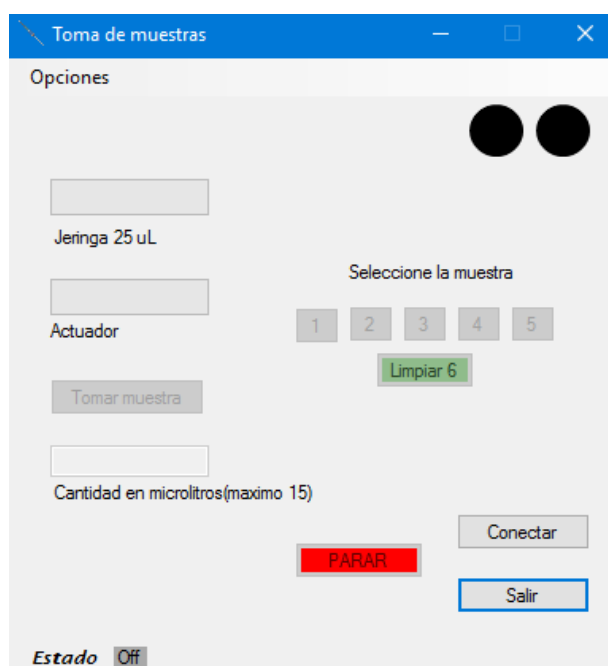 Toma de muestras
Opciones
Jeringa 25 uL
Seleccione la muestra
Actuador
1 2 3 4 5
Limpiar 6
Tomar muestra
Cantidad en microlitros(maximo 15)
Conectar
PARAR
Salir
Estado Off